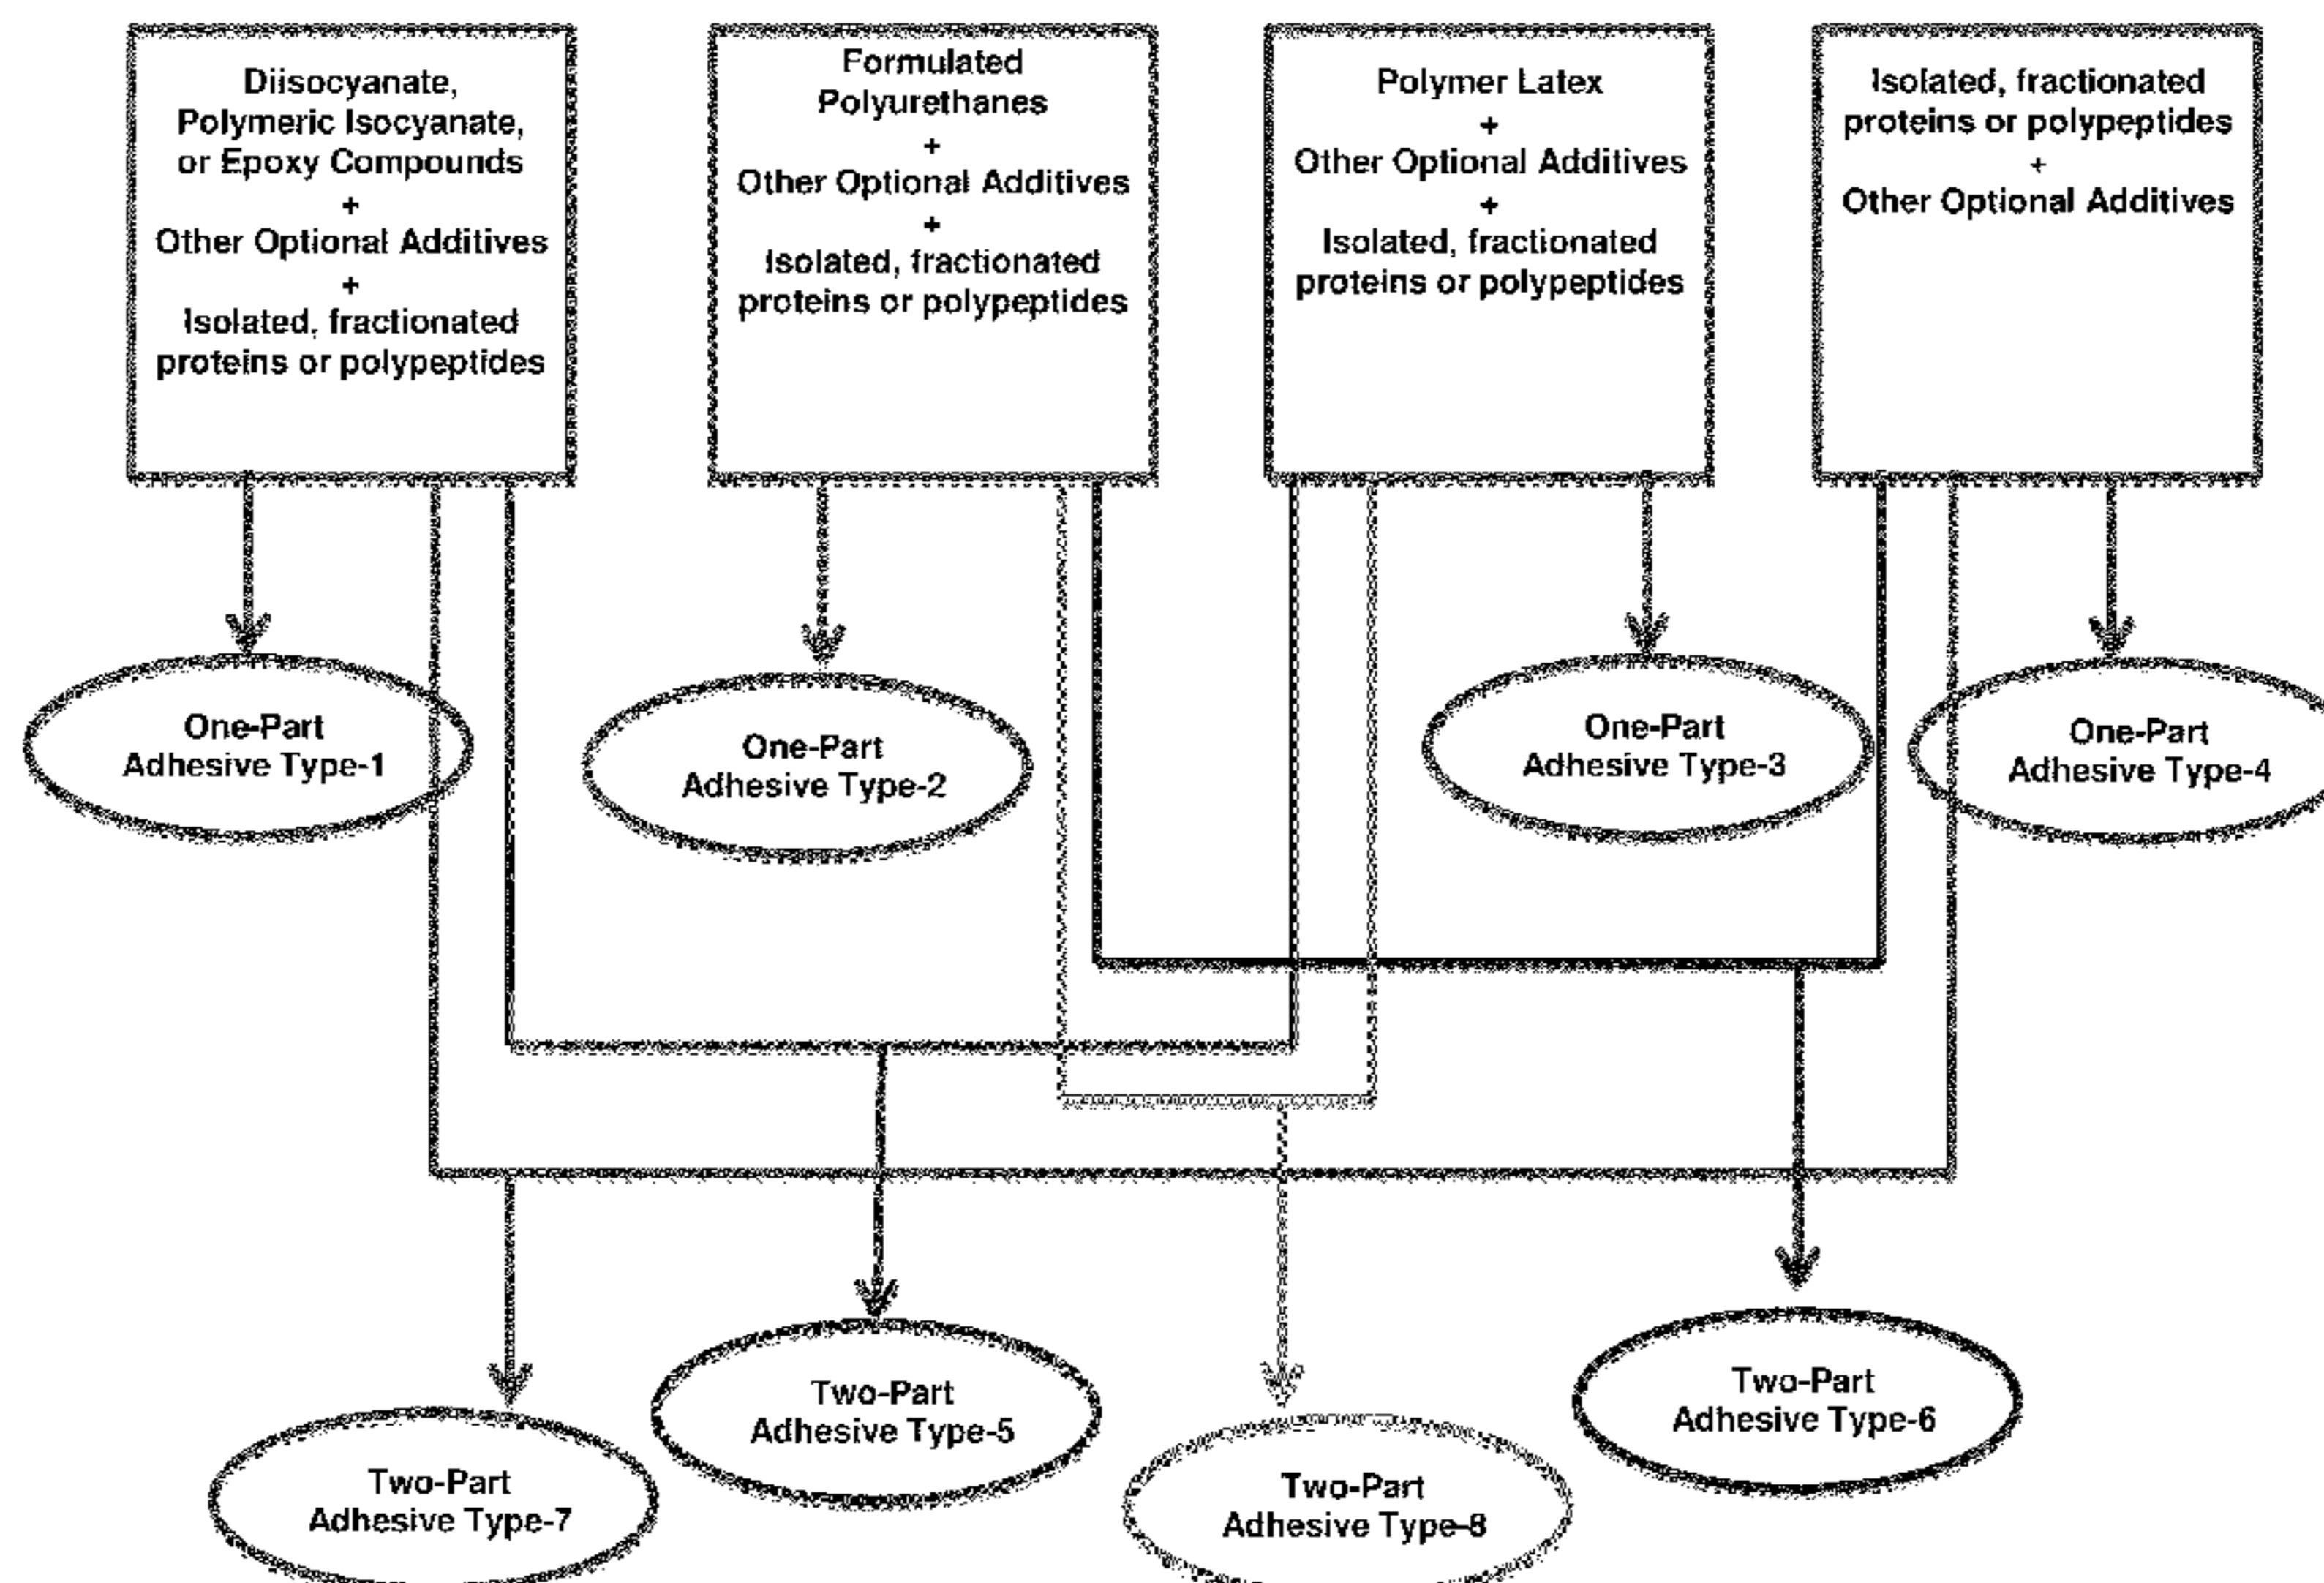 Diisocyanate,
Polymeric Isocyanate,
or Epoxy Compounds
+
Other Optional Additives
+
Isolated, fractionated
proteins or polypeptides
Formulated
Polyurethanes
+
Other Optional Additives
+
Isolated, fractionated
proteins or polypeptides
Polymer Latex
+
Other Optional Additives
+
Isolated, fractionated
proteins or polypeptides
Isolated, fractionated
proteins or polypeptides
+
Other Optional Additives
One-Part
Adhesive Type-1
One-Part
Adhesive Type-2
One-Part
Adhesive Type-3
One-Part
Adhesive Type-4
Two-Part
Adhesive Type-7
Two-Part
Adhesive Type-5
Two-Part
Adhesive Type-8
Two-Part
Adhesive Type-6